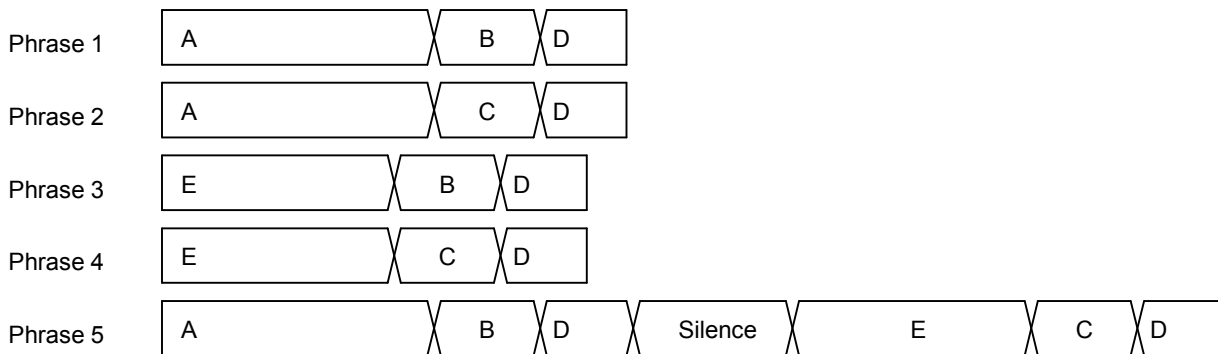 Phrase 1 A B D
Phrase 2 A C D
Phrase 3 E B D
Phrase 4 E C D
Phrase 5 A B D Silence E C D